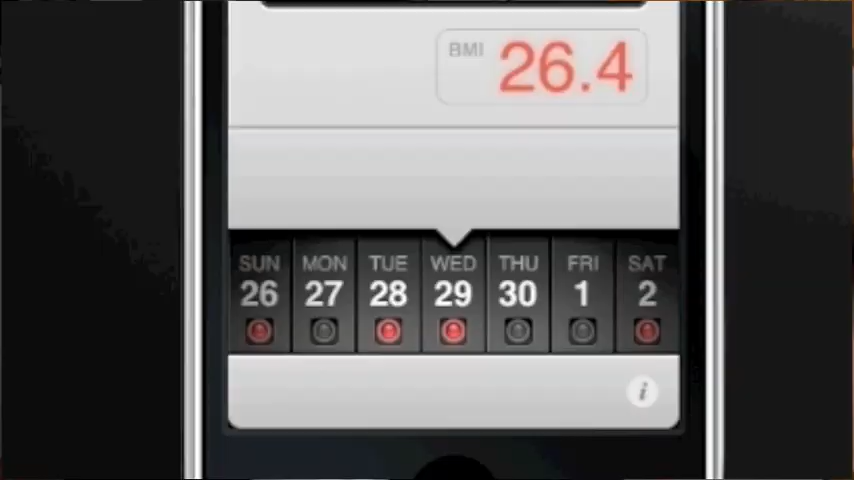 BMI 26.4
SUN MON TUE WED THU FRI SAT
26 27 28 29 30 1 2
i